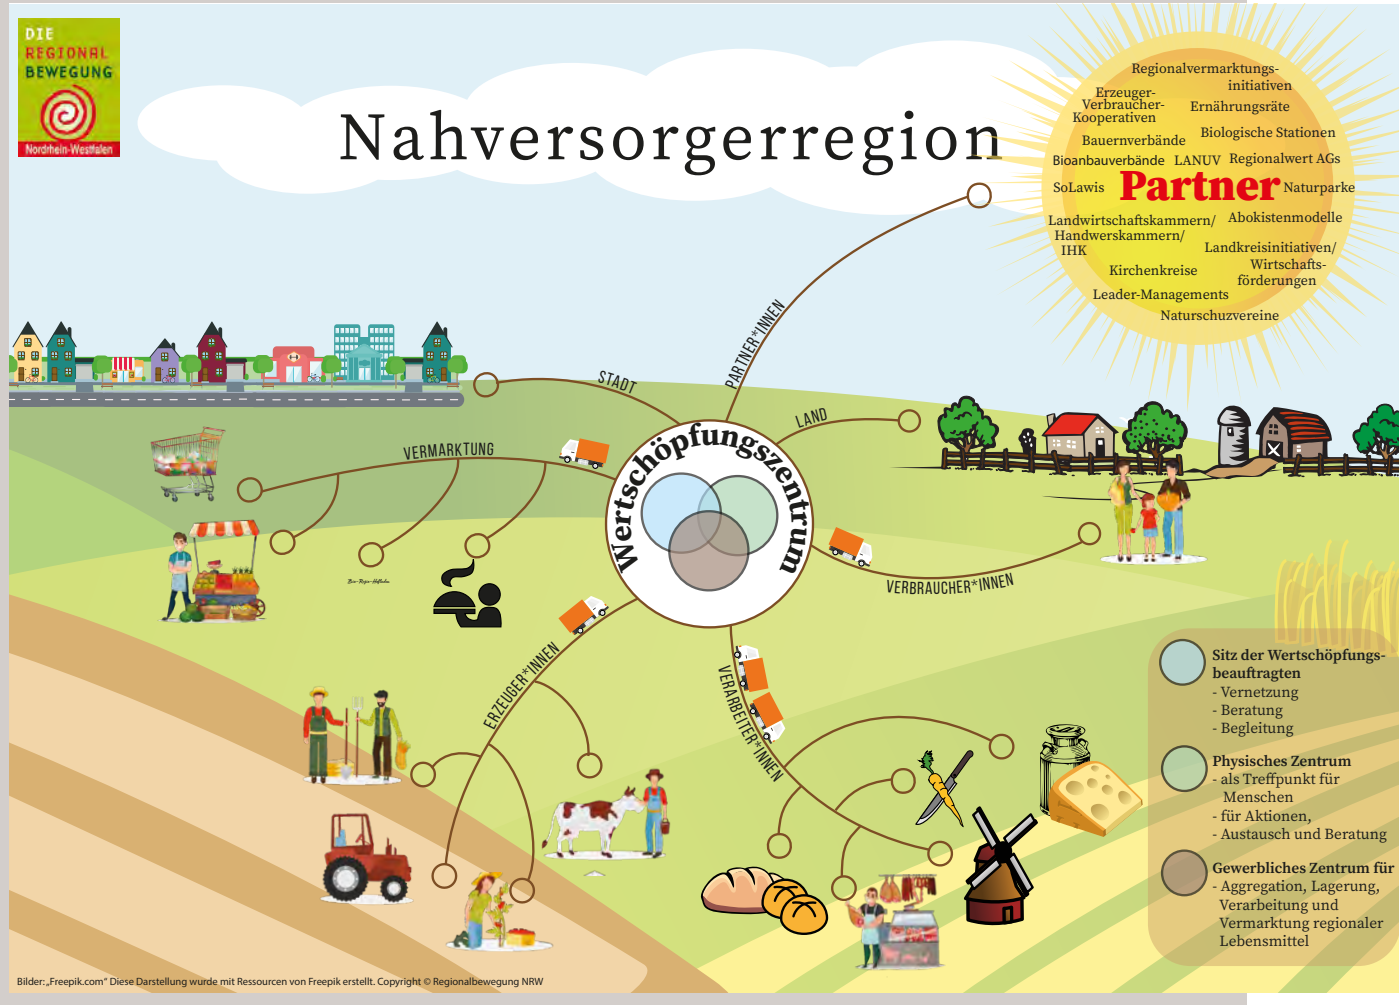 DIE
REGIONAL
BEWEGUNG
Nordrhein-Westfalen
Nahversorgerregion
Regionalvermarktungs-
initiativen
Erzeuger-
Verbraucher-
Kooperativen
Ernährungsräte
Bauernverbände
Biologische Stationen
Bioanbauverbände
LANUV
Regionalwert AGs
SoLawis
Partner
Naturparke
Landwirtschaftskammern/
Handwerskammern/
IHK
Abokistenmodelle
Landkreisinitiativen/
Wirtschafts-
förderungen
Kirchenkreise
Leader-Managements
Naturschuzvereine
PARTNER*INNEN
STADT
LAND
VERMARKTUNG
Wertschöpfungszentrum
VERBRAUCHER*INNEN
Bio-Regio-Hofladen
ERZEUGER*INNEN
VERARBEITER*INNEN
Sitz der Wertschöpfungs-
beauftragten
- Vernetzung
- Beratung
- Begleitung
Physisches Zentrum
- als Treffpunkt für
Menschen
- für Aktionen,
- Austausch und Beratung
Gewerbliches Zentrum für
- Aggregation, Lagerung,
Verarbeitung und
Vermarktung regionaler
Lebensmittel
Bilder: „Freepik.com" Diese Darstellung wurde mit Ressourcen von Freepik erstellt. Copyright © Regionalbewegung NRW